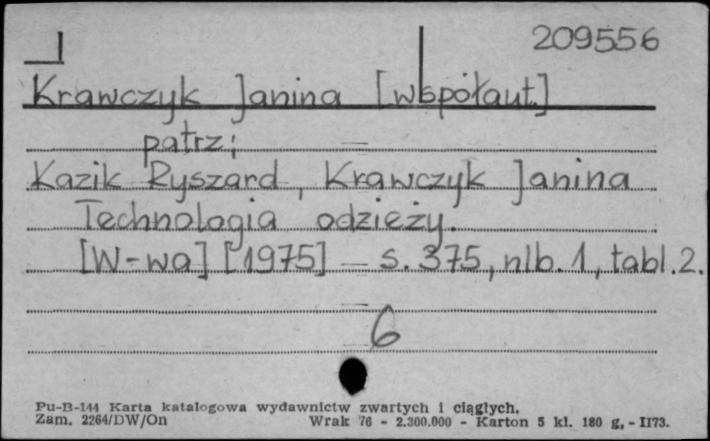 209556
Krawczyk Janina [współaut.]
patrz:
Kazik Ryszard, Krawczyk Janina
Technologia odzieży.
[W-wa] [1975] — s. 375, nlb. 1, tabl. 2.
6
Pu-B-144 Karta katalogowa wydawnictw zwartych i ciągłych.
Zam. 2264/DW/On Wrak 76 - 2.300.000 - Karton 5 kl. 180 g, - II73.